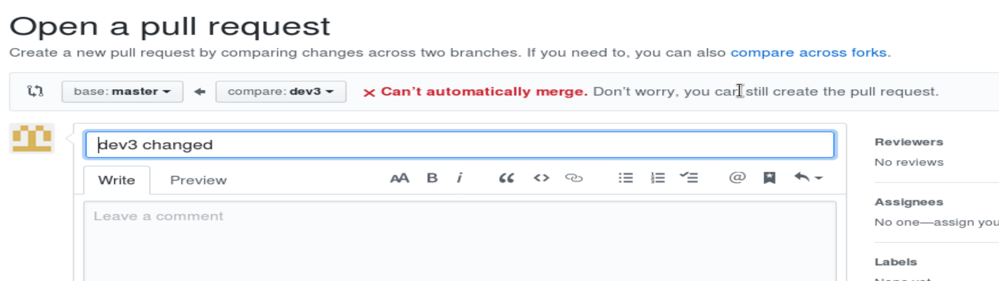 Open a pull request
Create a new pull request by comparing changes across two branches. If you need to, you can also compare across forks.
base: master compare: dev3 Can't automatically merge. Don't worry, you can still create the pull request.
dev3 changed
Write Preview AA B i
Leave a comment
Reviewers
No reviews
Assignees
No one—assign you
Labels